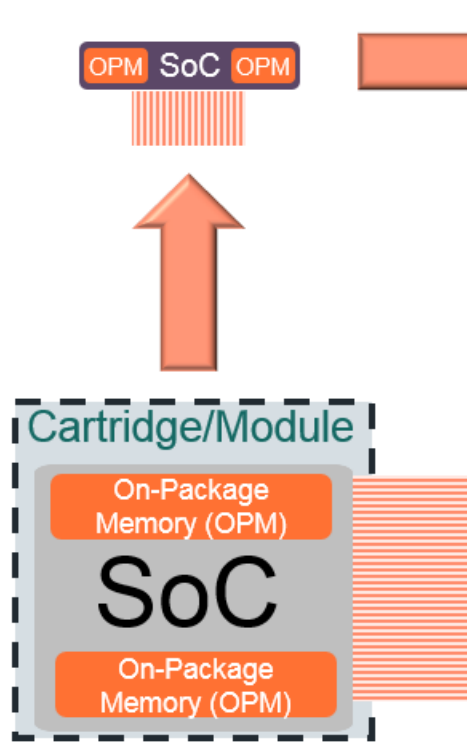 OPM SoC OPM
Cartridge/Module
On-Package
Memory (OPM)
SoC
On-Package
Memory (OPM)